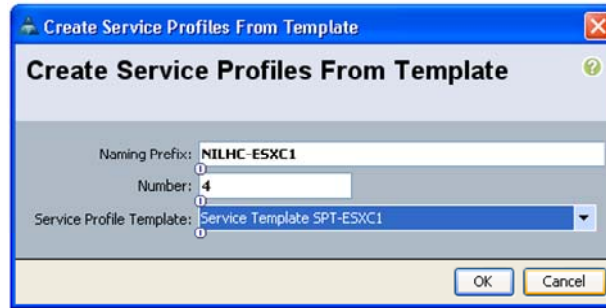 Create Service Profiles From Template
Create Service Profiles From Template
Naming Prefix: NILHC-ESXC1
Number: 4
Service Profile Template: Service Template SPT-ESXC1
OK Cancel